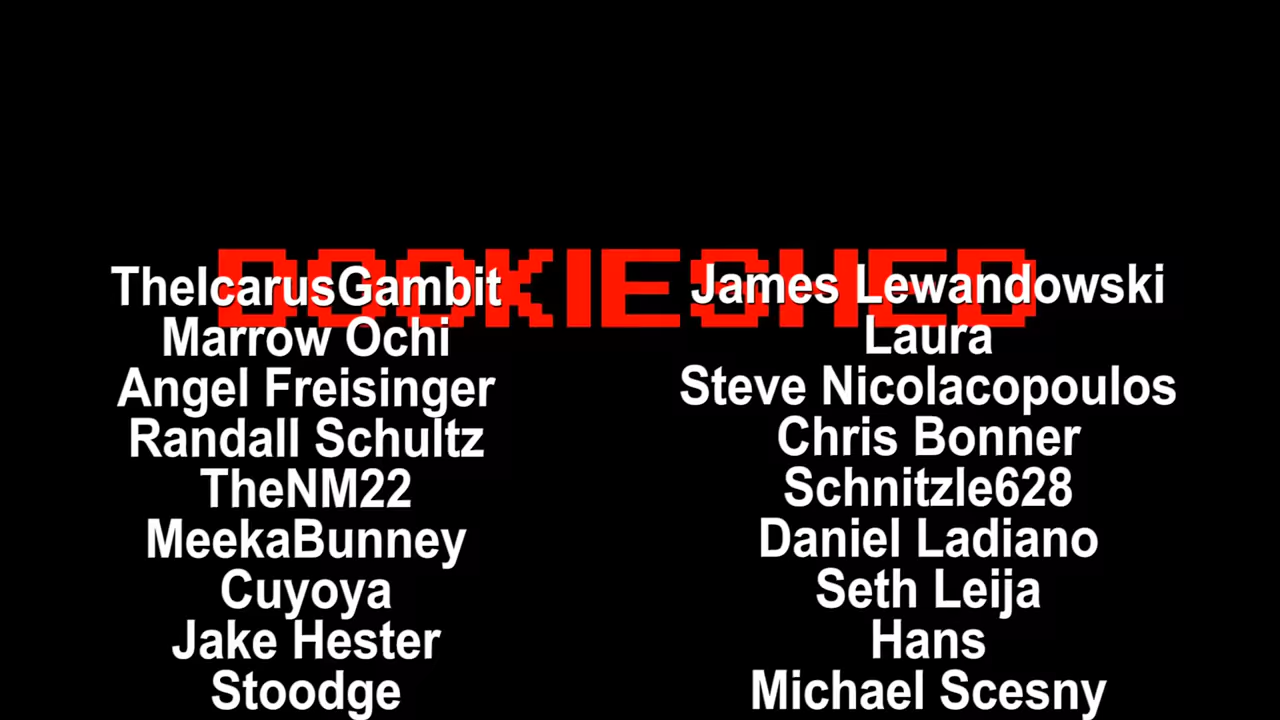 DOOKIESHED
TheIcarusGambit
Marrow Ochi
Angel Freisinger
Randall Schultz
TheNM22
MeekaBunney
Cuyoya
Jake Hester
Stoodge
James Lewandowski
Laura
Steve Nicolacopoulos
Chris Bonner
Schnitzle628
Daniel Ladiano
Seth Leija
Hans
Michael Scesny